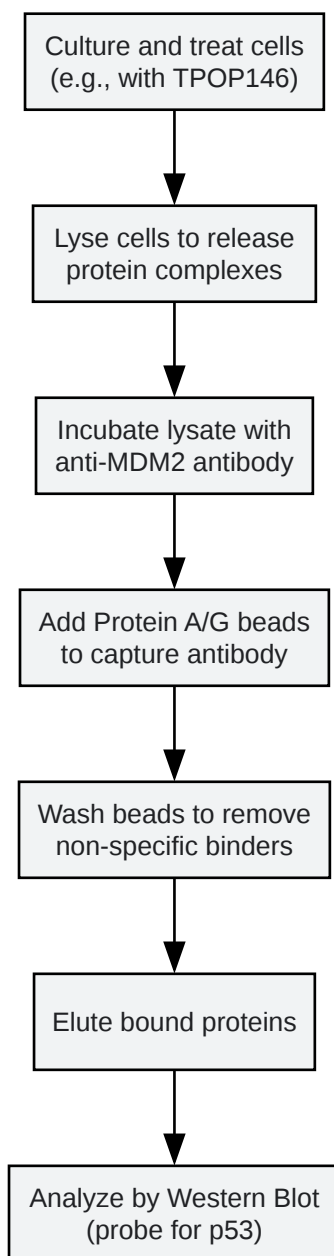 Culture and treat cells
(e.g., with TPOP146)
Lyse cells to release
protein complexes
Incubate lysate with
anti-MDM2 antibody
Add Protein A/G beads
to capture antibody
Wash beads to remove
non-specific binders
Elute bound proteins
Analyze by Western Blot
(probe for p53)